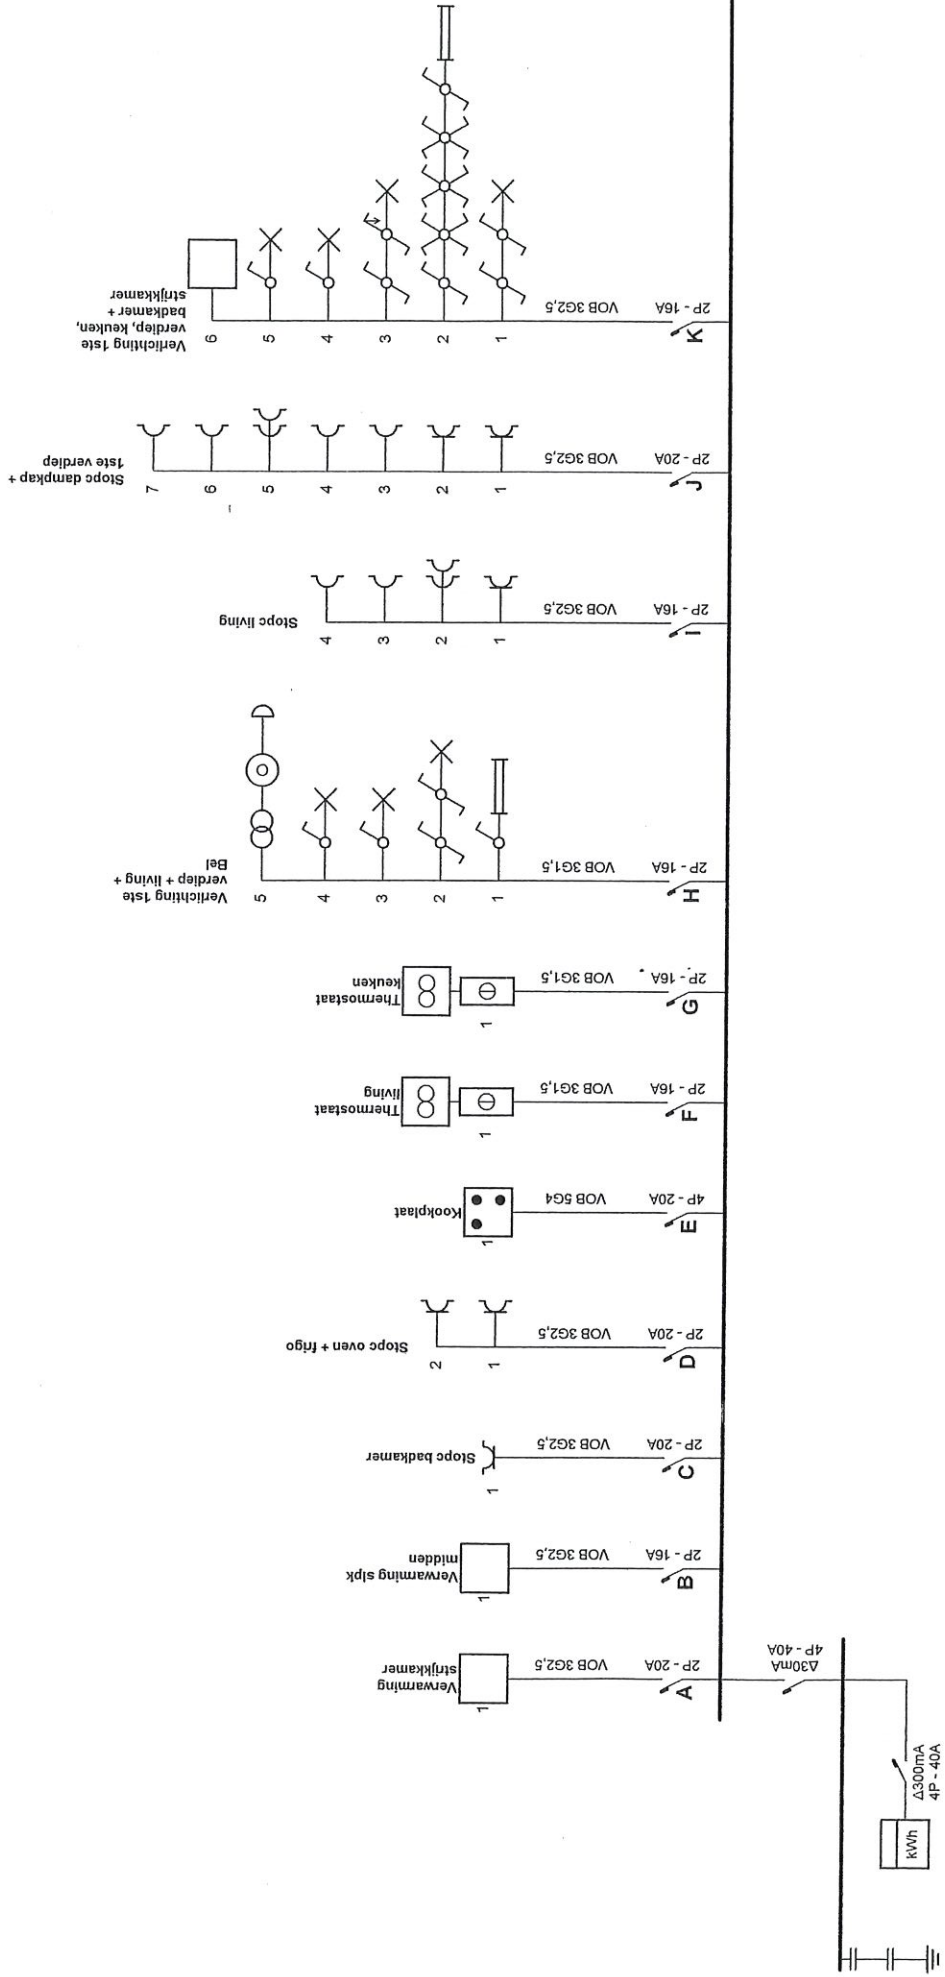 Verlichting 1ste
verdiep, keuken,
badkamer +
strijkkamer
6
5
4
3
2
1
VOB 3G2,5
2P - 16A
K
Stopc dampkap +
1ste verdiep
7
6
5
4
3
2
1
VOB 3G2,5
2P - 20A
J
Stopc living
4
3
2
1
VOB 3G2,5
2P - 16A
I
Verlichting 1ste
verdiep + living +
Bel
5
4
3
2
1
VOB 3G1,5
2P - 16A
H
Thermostaat
keuken
1
VOB 3G1,5
2P - 16A
G
Thermostaat
living
1
VOB 3G1,5
2P - 16A
F
Kookplaat
1
VOB 5G4
4P - 20A
E
Stopc oven + frigo
2
1
VOB 3G2,5
2P - 20A
D
Stopc badkamer
1
VOB 3G2,5
2P - 20A
C
Verwarming slpk
midden
1
VOB 3G2,5
2P - 16A
B
Verwarming
strijkkamer
1
VOB 3G2,5
2P - 20A
A
Δ30mA
4P - 40A
Δ300mA
4P - 40A
kWh